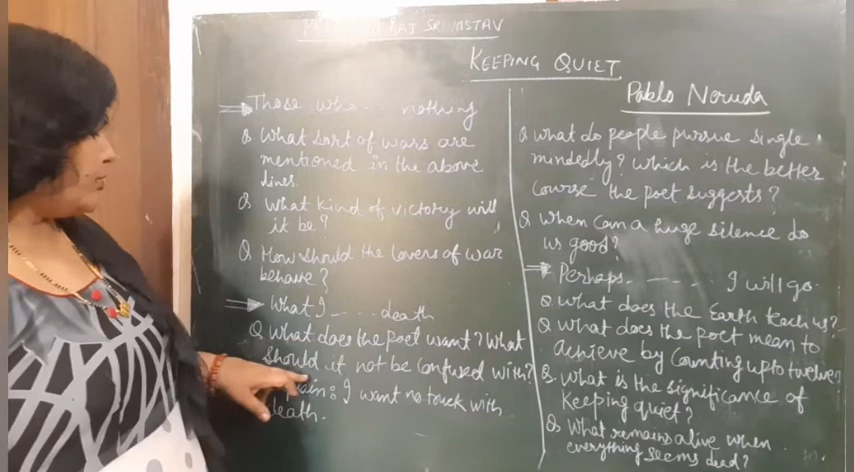 RAJ SRIVASTAV
KEEPING QUIET
Pablo Neruda
Those who - - - nothing
Q What sort of wars are
mentioned in the above
lines.
Q. What kind of victory will
it be?
Q How should the lovers of war
behave?
What I - - - . death
Q What does the poet want? What
should it not be confused with?
I want no truck with
death.
Q what do people pursue single
mindedly? Which is the better
course the poet suggests?
Q When can a huge silence do
us good?
Perhaps - - - - - - . I will go.
Q What does the Earth teach us?
Q. What does the poet mean to
achieve by counting upto twelve?
Q. What is the significance of
Keeping quiet?
Q. What remains alive when
everything seems dead?